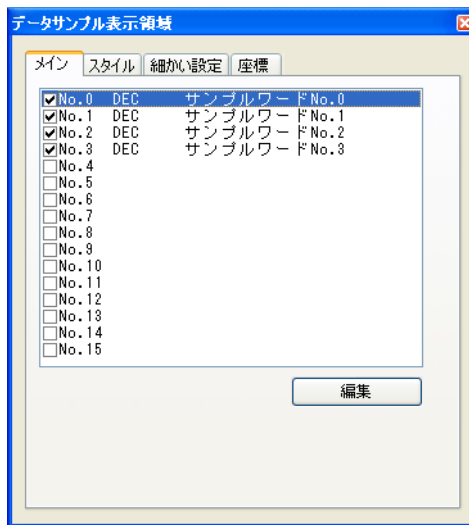 データサンプル表示領域
メイン スタイル 細かい設定 座標
No.0 DEC サンプルワードNo.0
No.1 DEC サンプルワードNo.1
No.2 DEC サンプルワードNo.2
No.3 DEC サンプルワードNo.3
No.4
No.5
No.6
No.7
No.8
No.9
No.10
No.11
No.12
No.13
No.14
No.15
編集